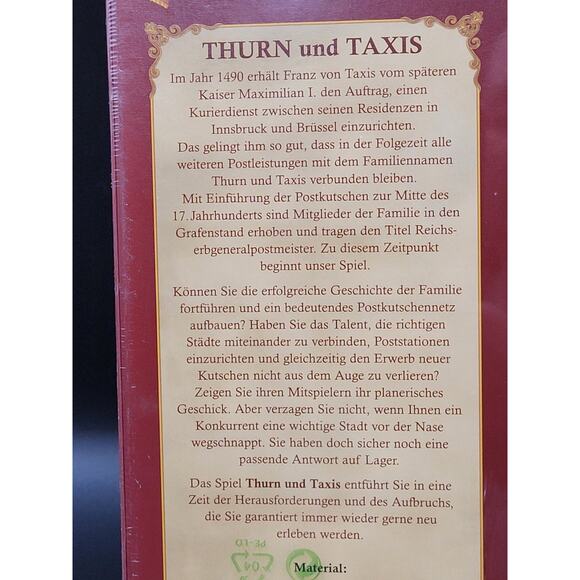 THURN und TAXIS
Im Jahr 1490 erhält Franz von Taxis vom späteren
Kaiser Maximilian I. den Auftrag, einen
Kurierdienst zwischen seinen Residenzen in
Innsbruck und Brüssel einzurichten.
Das gelingt ihm so gut, dass in der Folgezeit alle
weiteren Postleistungen mit dem Familiennamen
Thurn und Taxis verbunden bleiben.
Mit Einführung der Postkutschen zur Mitte des
17. Jahrhunderts sind Mitglieder der Familie in den
Grafenstand erhoben und tragen den Titel Reichs-
erbgeneralpostmeister. Zu diesem Zeitpunkt
beginnt unser Spiel.
Können Sie die erfolgreiche Geschichte der Familie
fortführen und ein bedeutendes Postkutschennetz
aufbauen? Haben Sie das Talent, die richtigen
Städte miteinander zu verbinden, Poststationen
einzurichten und gleichzeitig den Erwerb neuer
Kutschen nicht aus dem Auge zu verlieren?
Zeigen Sie ihren Mitspielern ihr planerisches
Geschick. Aber verzagen Sie nicht, wenn Ihnen ein
Konkurrent eine wichtige Stadt vor der Nase
wegschnappt. Sie haben doch sicher noch eine
passende Antwort auf Lager.
Das Spiel Thurn und Taxis entführt Sie in eine
Zeit der Herausforderungen und des Aufbruchs,
die Sie garantiert immer wieder gerne neu
erleben werden.
PE-LD
04
Material: